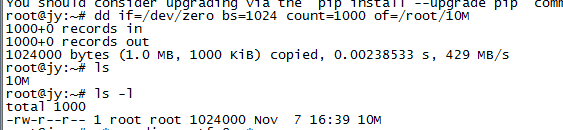 You should consider upgrading via the pip install --upgrade pip comm
root@jy:~# dd if=/dev/zero bs=1024 count=1000 of=/root/10M
1000+0 records in
1000+0 records out
1024000 bytes (1.0 MB, 1000 KiB) copied, 0.00238533 s, 429 MB/s
root@jy:~# ls
10M
root@jy:~# ls -l
total 1000
-rw-r--r-- 1 root root 1024000 Nov  7 16:39 10M